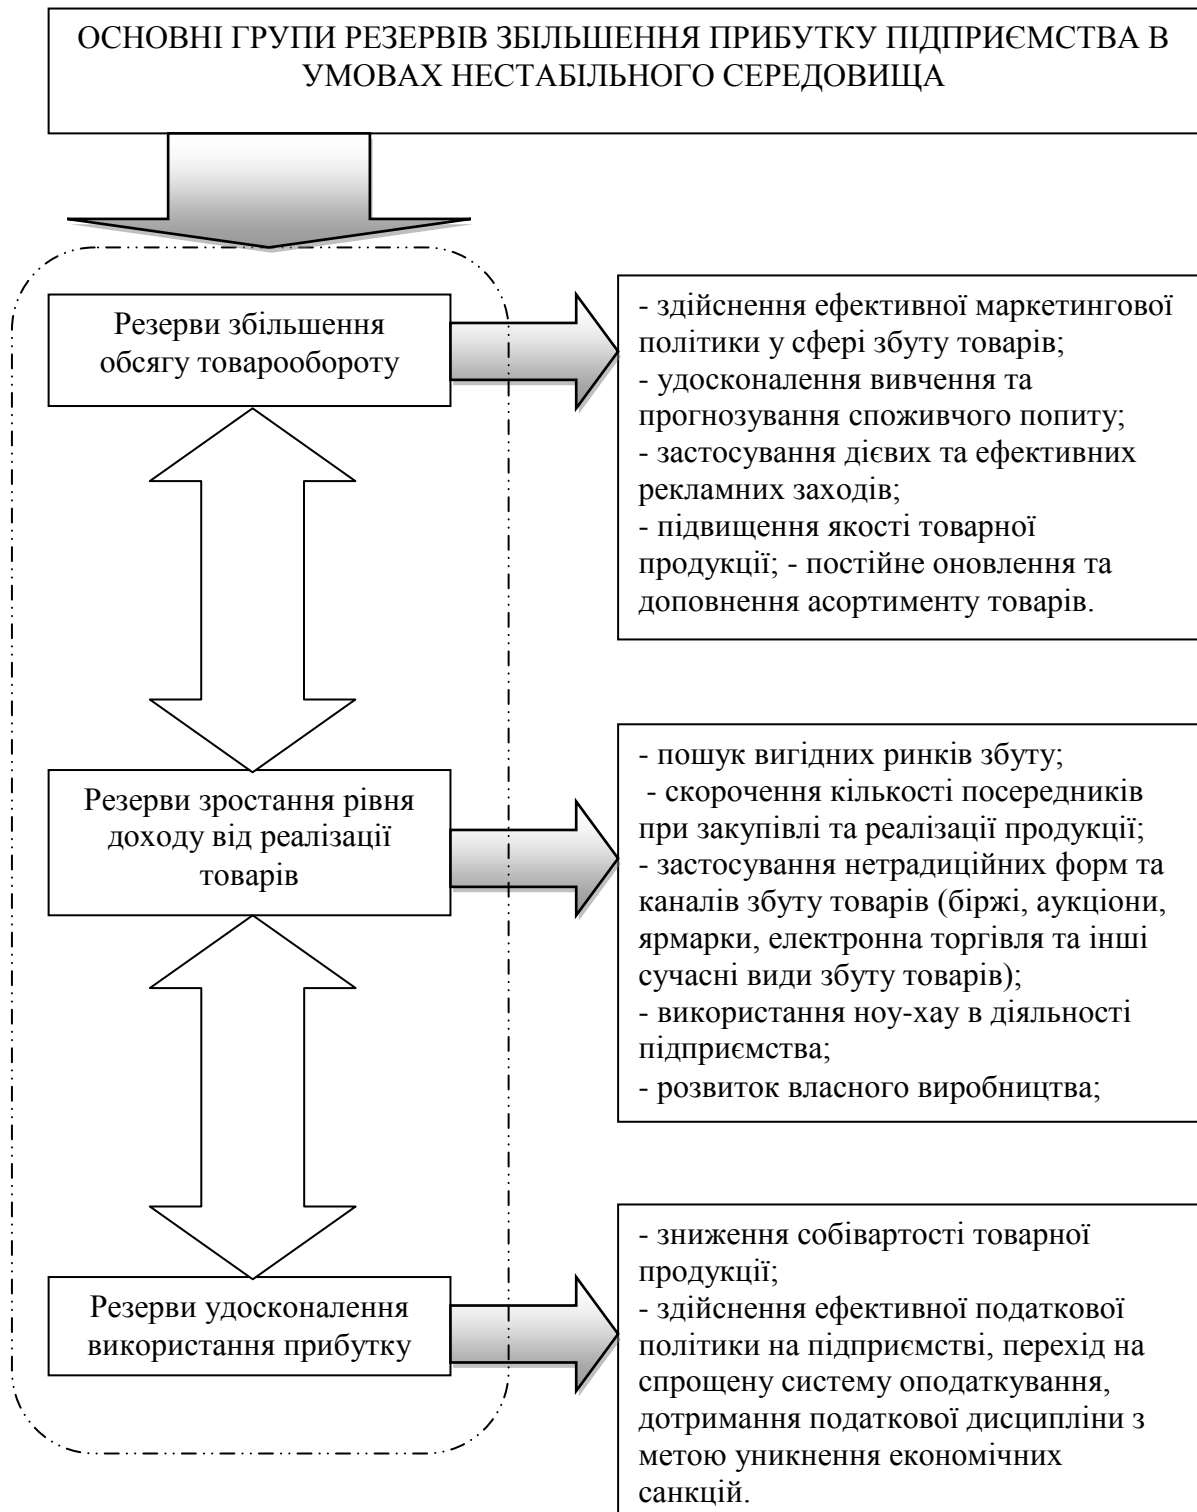 ОСНОВНІ ГРУПИ РЕЗЕРВІВ ЗБІЛЬШЕННЯ ПРИБУТКУ ПІДПРИЄМСТВА В
УМОВАХ НЕСТАБІЛЬНОГО СЕРЕДОВИЩА
Резерви збільшення
обсягу товарообороту
- здійснення ефективної маркетингової
політики у сфері збуту товарів;
- удосконалення вивчення та
прогнозування споживчого попиту;
- застосування дієвих та ефективних
рекламних заходів;
- підвищення якості товарної
продукції; - постійне оновлення та
доповнення асортименту товарів.
Резерви зростання рівня
доходу від реалізації
товарів
- пошук вигідних ринків збуту;
- скорочення кількості посередників
при закупівлі та реалізації продукції;
- застосування нетрадиційних форм та
каналів збуту товарів (біржі, аукціони,
ярмарки, електронна торгівля та інші
сучасні види збуту товарів);
- використання ноу-хау в діяльності
підприємства;
- розвиток власного виробництва;
Резерви удосконалення
використання прибутку
- зниження собівартості товарної
продукції;
- здійснення ефективної податкової
політики на підприємстві, перехід на
спрощену систему оподаткування,
дотримання податкової дисципліни з
метою уникнення економічних
санкцій.